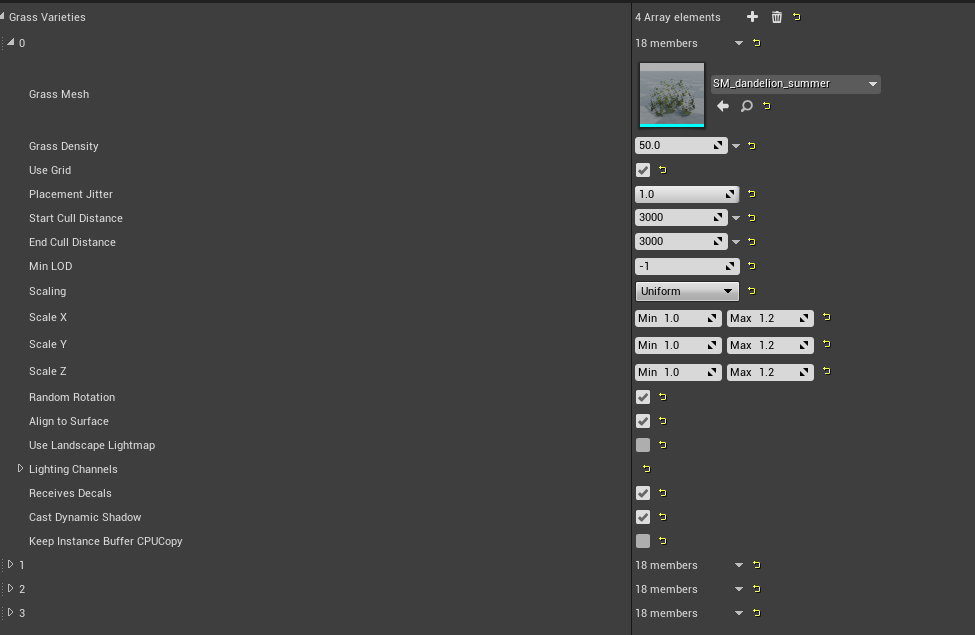 Grass Varieties 4 Array elements
0 18 members
Grass Mesh SM_dandelion_summer
Grass Density 50.0
Use Grid
Placement Jitter 1.0
Start Cull Distance 3000
End Cull Distance 3000
Min LOD -1
Scaling Uniform
Scale X Min 1.0 Max 1.2
Scale Y Min 1.0 Max 1.2
Scale Z Min 1.0 Max 1.2
Random Rotation
Align to Surface
Use Landscape Lightmap
Lighting Channels
Receives Decals
Cast Dynamic Shadow
Keep Instance Buffer CPUCopy
1 18 members
2 18 members
3 18 members